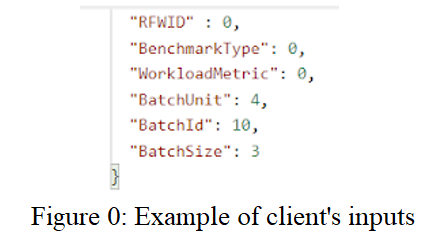 "RFWID" : 0,
"BenchmarkType": 0,
"WorkloadMetric": 0,
"BatchUnit": 4,
"BatchId": 10,
"BatchSize": 3
}
Figure 0: Example of client's inputs